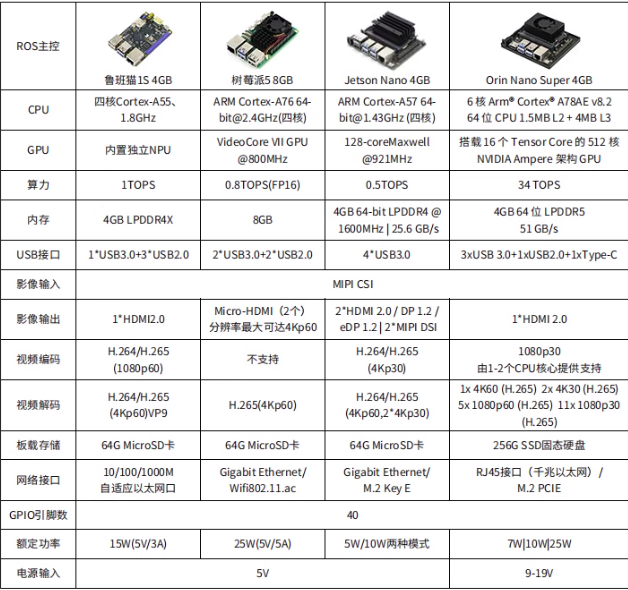 ROS主控
鲁班猫1S 4GB
树莓派5 8GB
Jetson Nano 4GB
Orin Nano Super 4GB
CPU
四核Cortex-A55、
1.8GHz
ARM Cortex-A76 64-
bit@2.4GHz(四核)
ARM Cortex-A57 64-
bit@1.43GHz (四核)
6 核 Arm® Cortex® A78AE v8.2
64 位 CPU 1.5MB L2 + 4MB L3
GPU
内置独立NPU
VideoCore VII GPU
@800MHz
128-coreMaxwell
@921MHz
搭载 16 个 Tensor Core 的 512 核
NVIDIA Ampere 架构 GPU
算力
1TOPS
0.8TOPS(FP16)
0.5TOPS
34 TOPS
内存
4GB LPDDR4X
8GB
4GB 64-bit LPDDR4 @
1600MHz | 25.6 GB/s
4GB 64 位 LPDDR5
51 GB/s
USB接口
1*USB3.0+3*USB2.0
2*USB3.0+2*USB2.0
4*USB3.0
3xUSB 3.0+1xUSB2.0+1xType-C
影像输入
MIPI CSI
影像输出
1*HDMI2.0
Micro-HDMI（2个）
分辨率最大可达4Kp60
2*HDMI 2.0 / DP 1.2 /
eDP 1.2 | 2*MIPI DSI
1*HDMI 2.0
视频编码
H.264/H.265
(1080p60)
不支持
H.264/H.265
(4Kp30)
1080p30
由1-2个CPU核心提供支持
视频解码
H.264/H.265
(4Kp60)VP9
H.265(4Kp60)
H.264/H.265
(4Kp60,2*4Kp30)
1x 4K60 (H.265) 2x 4K30 (H.265)
5x 1080p60 (H.265) 11x 1080p30
(H.265)
板载存储
64G MicroSD卡
64G MicroSD卡
64G MicroSD卡
256G SSD固态硬盘
网络接口
10/100/1000M
自适应以太网口
Gigabit Ethernet/
Wifi802.11.ac
Gigabit Ethernet/
M.2 Key E
RJ45接口（千兆以太网）/
M.2 PCIE
GPIO引脚数
40
额定功率
15W(5V/3A)
25W(5V/5A)
5W/10W两种模式
7W|10W|25W
电源输入
5V
9-19V